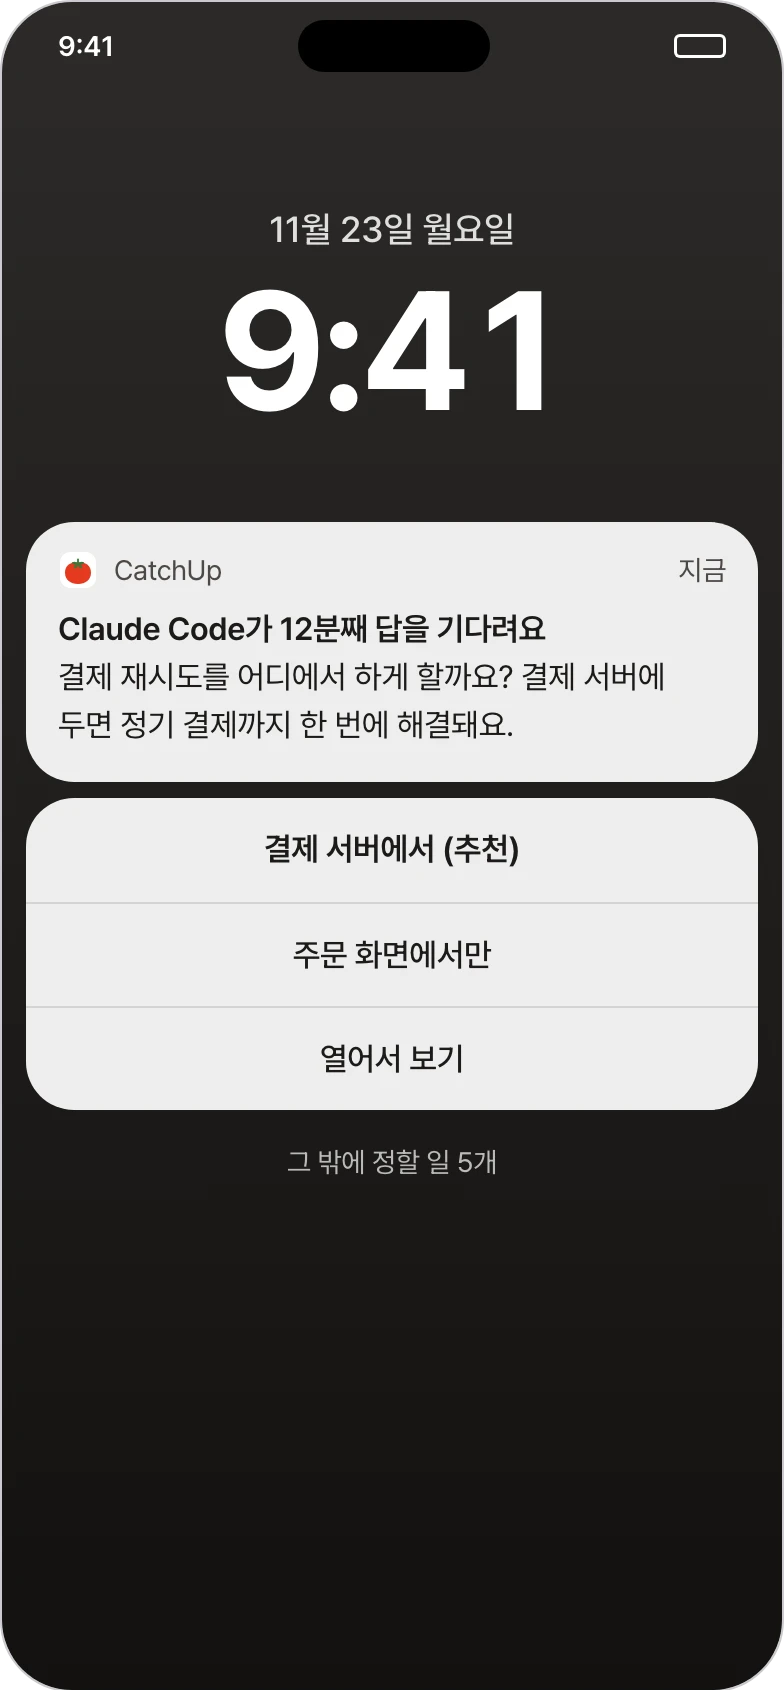 9:41
11월 23일 월요일
9:41
CatchUp
지금
Claude Code가 12분째 답을 기다려요
결제 재시도를 어디에서 하게 할까요? 결제 서버에
두면 정기 결제까지 한 번에 해결돼요.
결제 서버에서 (추천)
주문 화면에서만
열어서 보기
그 밖에 정할 일 5개